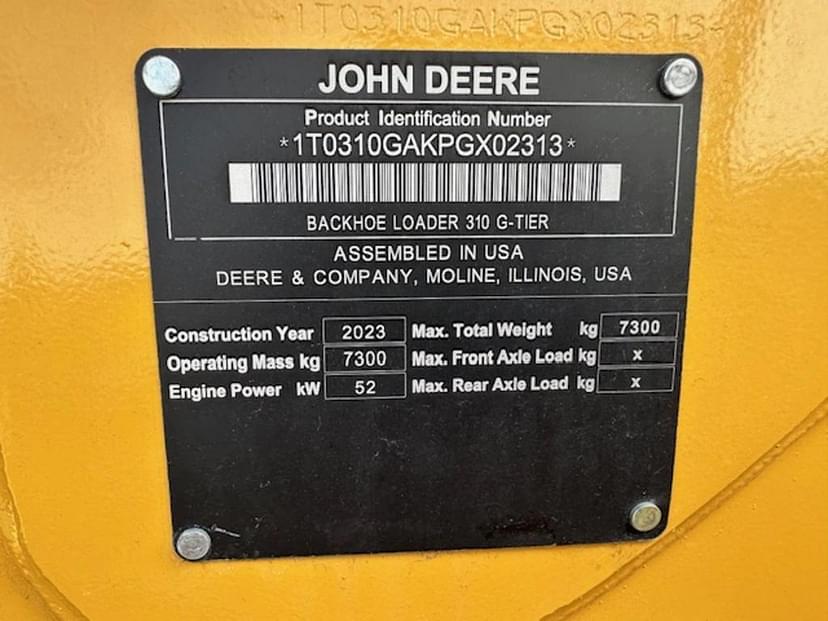 *1T0310GAKPGX02313*
JOHN DEERE
Product Identification Number
*1T0310GAKPGX02313*
BACKHOE LOADER 310 G-TIER
ASSEMBLED IN USA
DEERE & COMPANY, MOLINE, ILLINOIS, USA
Construction Year 2023 Max. Total Weight kg 7300
Operating Mass kg 7300 Max. Front Axle Load kg x
Engine Power kW 52 Max. Rear Axle Load kg x